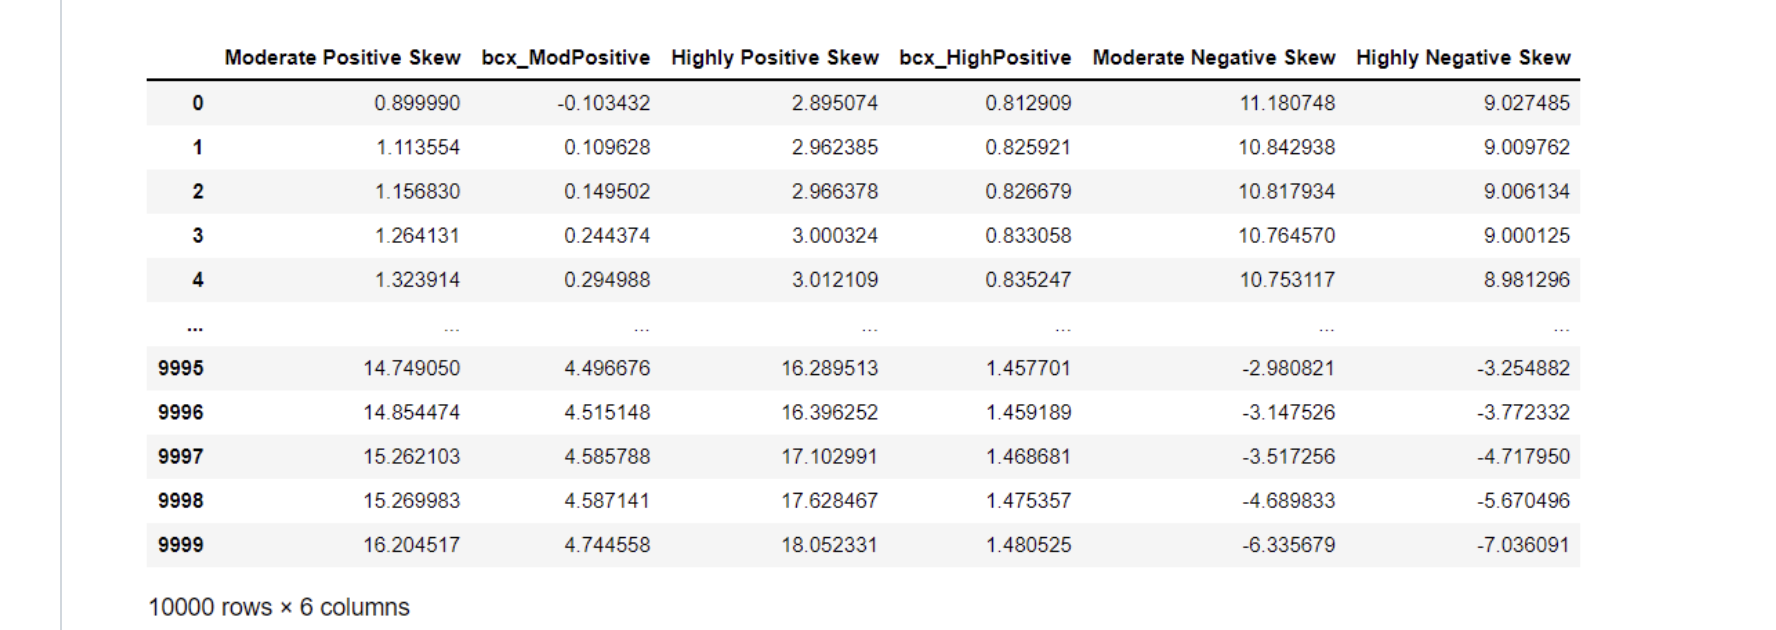 Moderate Positive Skew bcx_ModPositive Highly Positive Skew bcx_HighPositive Moderate Negative Skew Highly Negative Skew
0 0.899990 -0.103432 2.895074 0.812909 11.180748 9.027485
1 1.113554 0.109628 2.962385 0.825921 10.842938 9.009762
2 1.156830 0.149502 2.966378 0.826679 10.817934 9.006134
3 1.264131 0.244374 3.000324 0.833058 10.764570 9.000125
4 1.323914 0.294988 3.012109 0.835247 10.753117 8.981296
... ... ... ... ... ... ...
9995 14.749050 4.496676 16.289513 1.457701 -2.980821 -3.254882
9996 14.854474 4.515148 16.396252 1.459189 -3.147526 -3.772332
9997 15.262103 4.585788 17.102991 1.468681 -3.517256 -4.717950
9998 15.269983 4.587141 17.628467 1.475357 -4.689833 -5.670496
9999 16.204517 4.744558 18.052331 1.480525 -6.335679 -7.036091
10000 rows × 6 columns